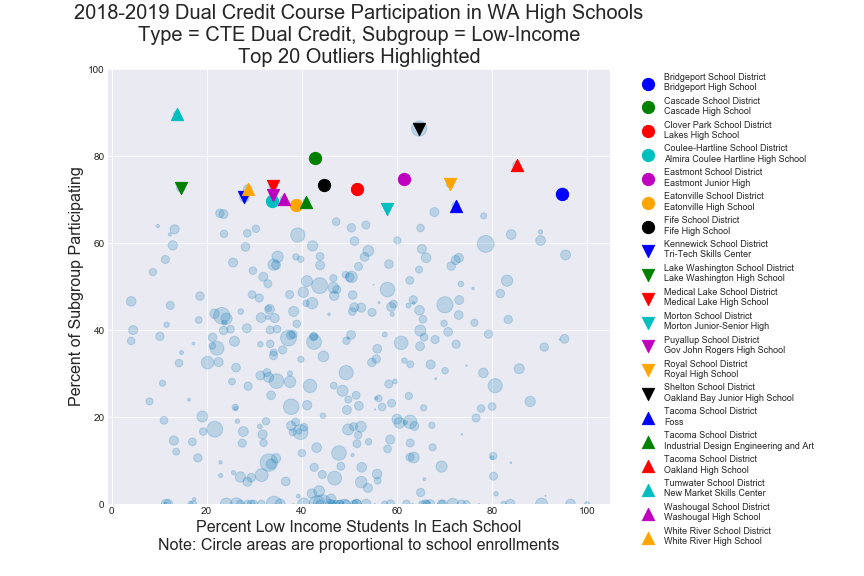 2018-2019 Dual Credit Course Participation in WA High Schools
Type = CTE Dual Credit, Subgroup = Low-Income
Top 20 Outliers Highlighted
100
80
60
40
20
0
Percent of Subgroup Participating
0 20 40 60 80 100
Percent Low Income Students In Each School
Note: Circle areas are proportional to school enrollments
Bridgeport School District
Bridgeport High School
Cascade School District
Cascade High School
Clover Park School District
Lakes High School
Coulee-Hartline School District
Almira Coulee Hartline High School
Eastmont School District
Eastmont Junior High
Eatonville School District
Eatonville High School
Fife School District
Fife High School
Kennewick School District
Tri-Tech Skills Center
Lake Washington School District
Lake Washington High School
Medical Lake School District
Medical Lake High School
Morton School District
Morton Junior-Senior High
Puyallup School District
Gov John Rogers High School
Royal School District
Royal High School
Shelton School District
Oakland Bay Junior High School
Tacoma School District
Foss
Tacoma School District
Industrial Design Engineering and Art
Tacoma School District
Oakland High School
Tumwater School District
New Market Skills Center
Washougal School District
Washougal High School
White River School District
White River High School